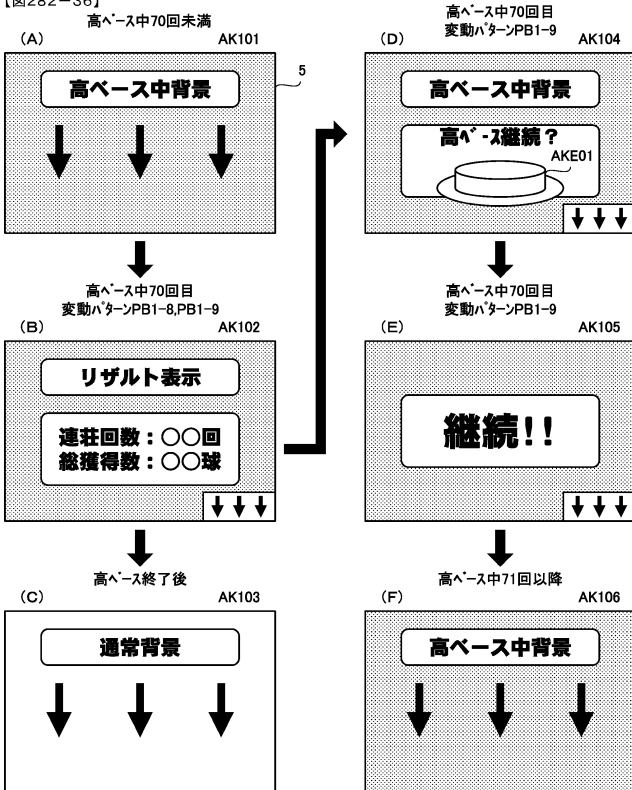 【図282-36】
高ベース中70回未満
(A) AK101
高ベース中背景
5
高ベース中70回目
変動パターンPB1-8,PB1-9
(B) AK102
リザルト表示
連荘回数：○○回
総獲得数：○○球
高ベース終了後
(C) AK103
通常背景
高ベース中70回目
変動パターンPB1-9
(D) AK104
高ベース中背景
高ベース継続？
AKE01
高ベース中70回目
変動パターンPB1-9
(E) AK105
継続!!
高ベース中71回以降
(F) AK106
高ベース中背景